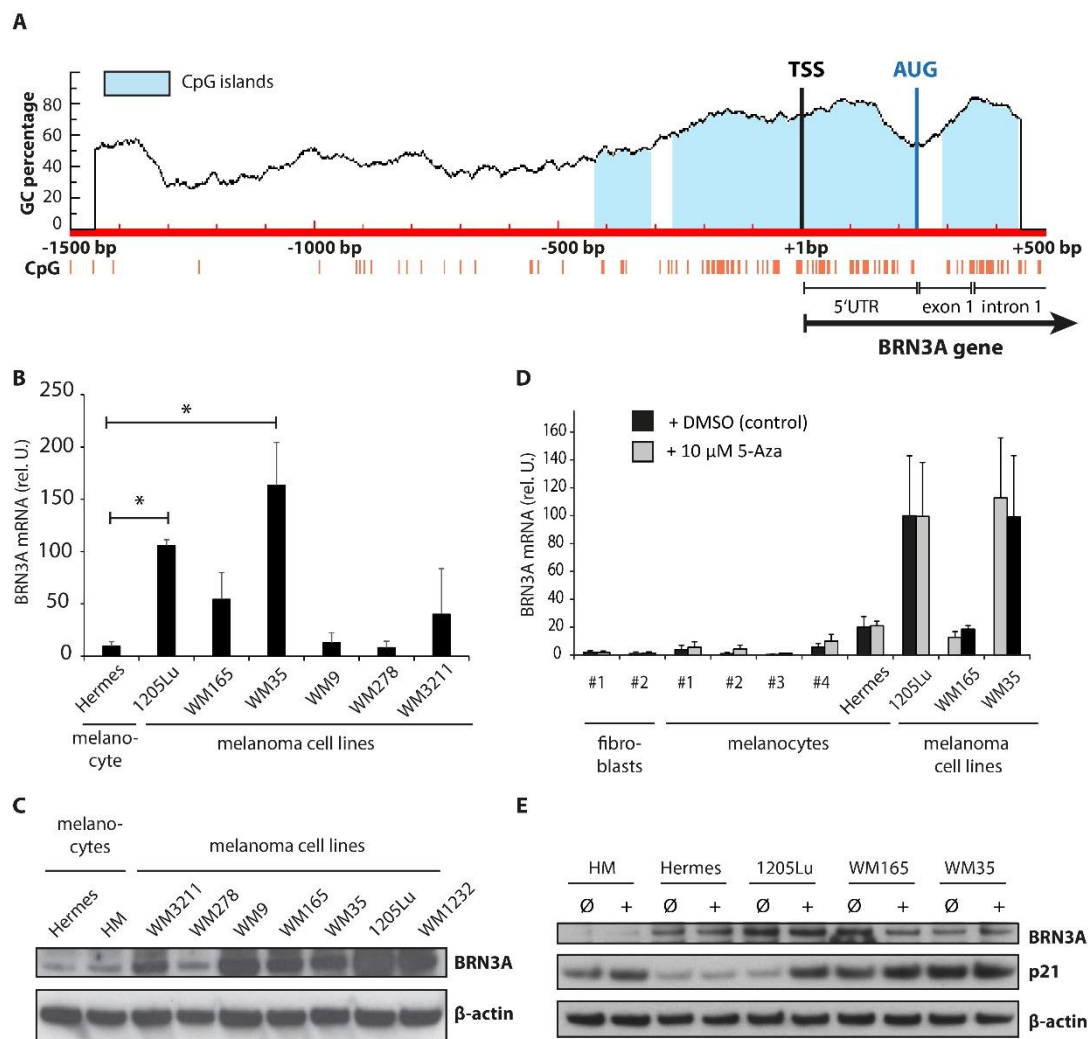 A
CpG islands
TSS
AUG
GC percentage
80
60
40
20
0
-1500 bp
-1000 bp
-500 bp
+1bp
+500 bp
CpG
5‘UTR
exon 1
intron 1
BRN3A gene
B
BRN3A mRNA (rel. U.)
250
200
150
100
50
0
*
*
Hermes
1205Lu
WM165
WM35
WM9
WM278
WM3211
melano-
cyte
melanoma cell lines
D
+ DMSO (control)
+ 10 µM 5-Aza
BRN3A mRNA (rel. U.)
160
140
120
100
80
60
40
20
0
#1
#2
#1
#2
#3
#4
Hermes
1205Lu
WM165
WM35
fibro-
blasts
melanocytes
melanoma
cell lines
C
melano-
cytes
melanoma cell lines
Hermes
HM
WM3211
WM278
WM9
WM165
WM35
1205Lu
WM1232
BRN3A
β-actin
E
HM
Hermes
1205Lu
WM165
WM35
Ø + Ø + Ø + Ø + Ø +
BRN3A
p21
β-actin